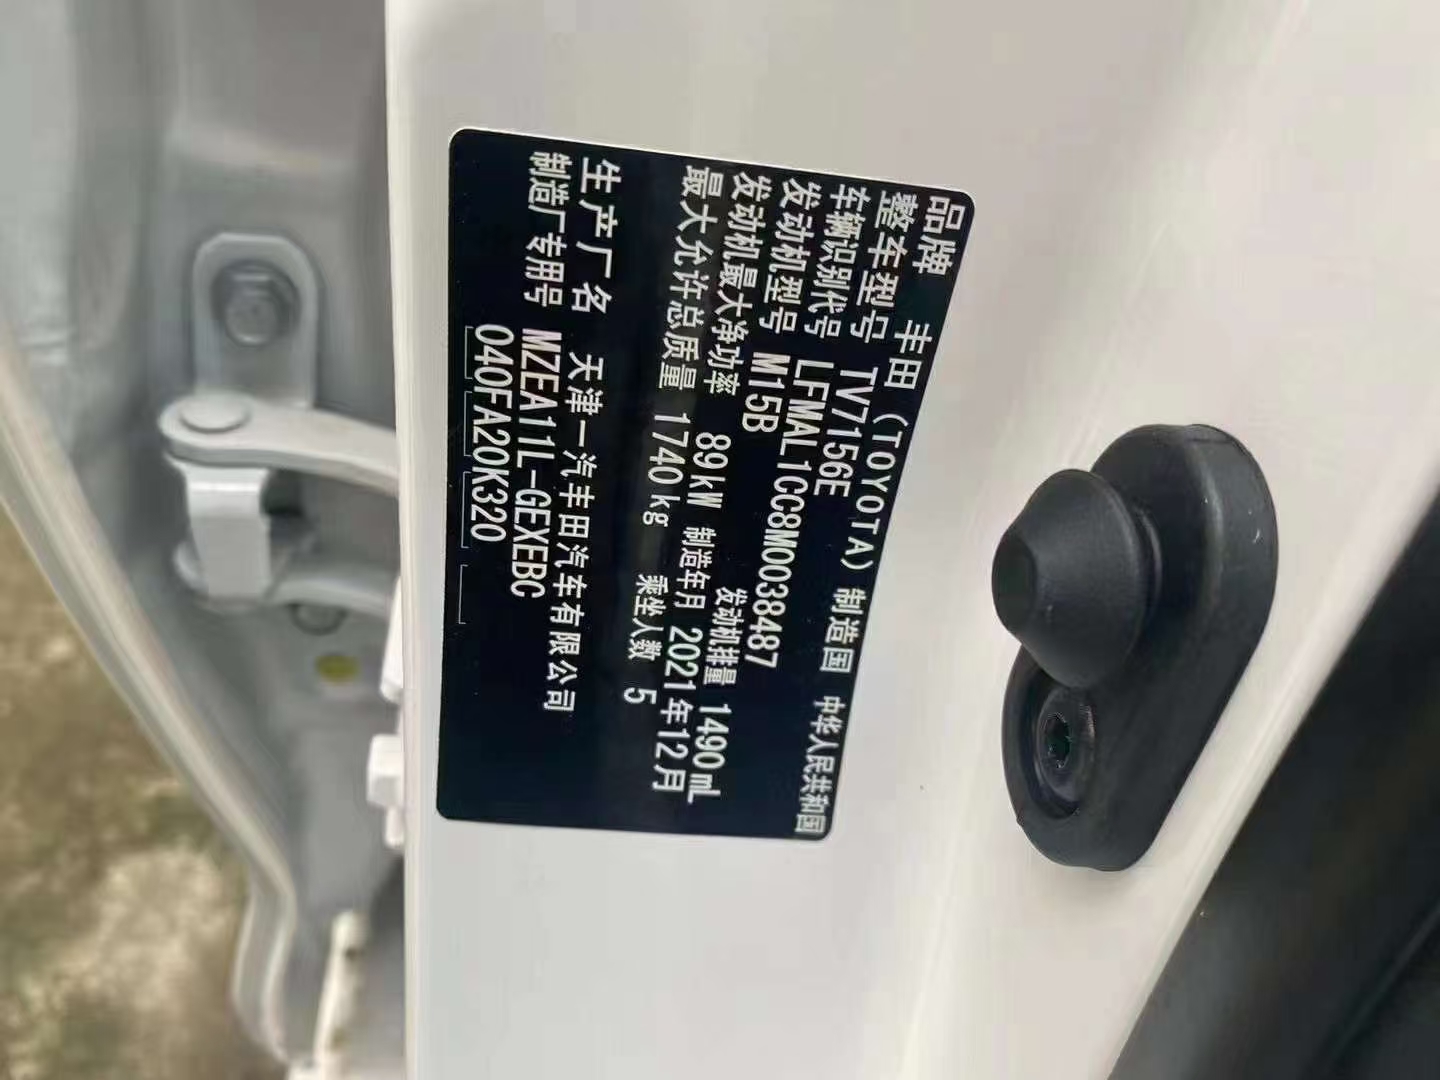 品牌 丰田（TOYOTA） 制造国 中华人民共和国
整车型号 TV7156E
车辆识别代号 LFMAL1CC8M0038487
发动机型号 M15B 发动机排量 1490mL
发动机最大净功率 89kW 制造年月 2021年12月
最大允许总质量 1740kg 乘坐人数 5
生产厂名 天津一汽丰田汽车有限公司
制造厂专用号 MZEA11L-GEXEBC
040FA20K320